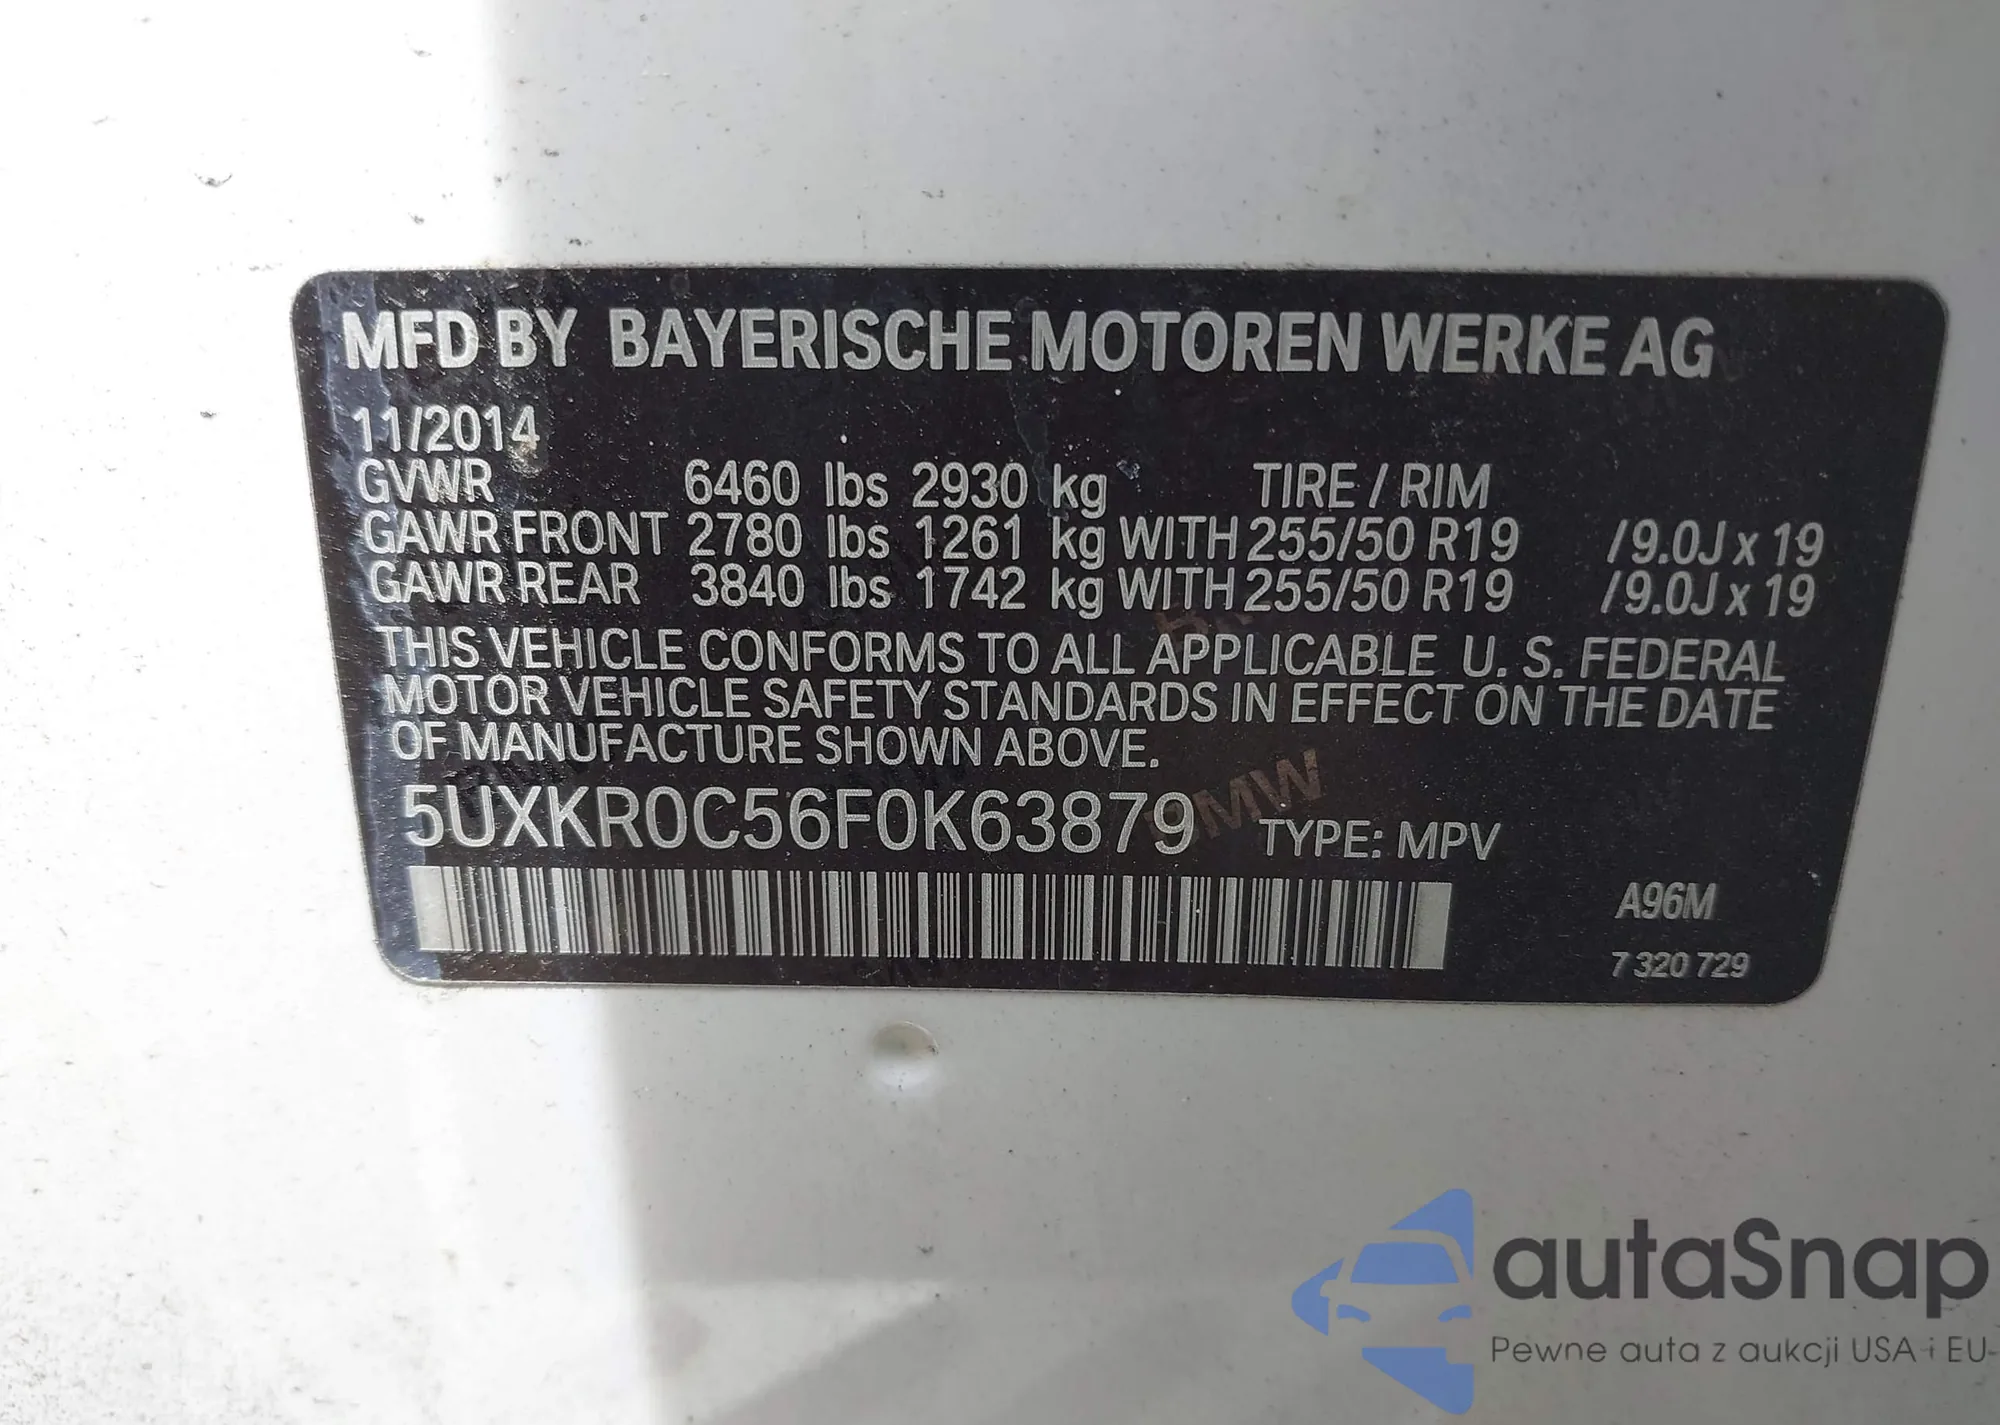 MFD BY BAYERISCHE MOTOREN WERKE AG
11/2014
GVWR 6460 lbs 2930 kg TIRE / RIM
GAWR FRONT 2780 lbs 1261 kg WITH 255/50 R19 /9.0J x 19
GAWR REAR 3840 lbs 1742 kg WITH 255/50 R19 /9.0J x 19
THIS VEHICLE CONFORMS TO ALL APPLICABLE U. S. FEDERAL
MOTOR VEHICLE SAFETY STANDARDS IN EFFECT ON THE DATE
OF MANUFACTURE SHOWN ABOVE.
5UXKR0C56F0K63879 TYPE: MPV
BMW
A96M
7 320 729
autaSnap
Pewne auta z aukcji USA i EU